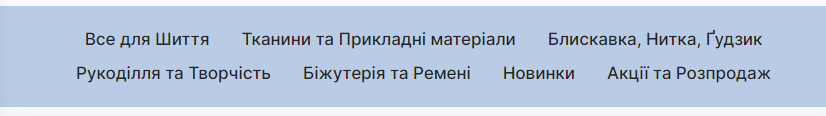 Все для Шиття Тканини та Прикладні матеріали Блискавка, Нитка, Ґудзик
Рукоділля та Творчість Біжутерія та Ремені Новинки Акції та Розпродаж